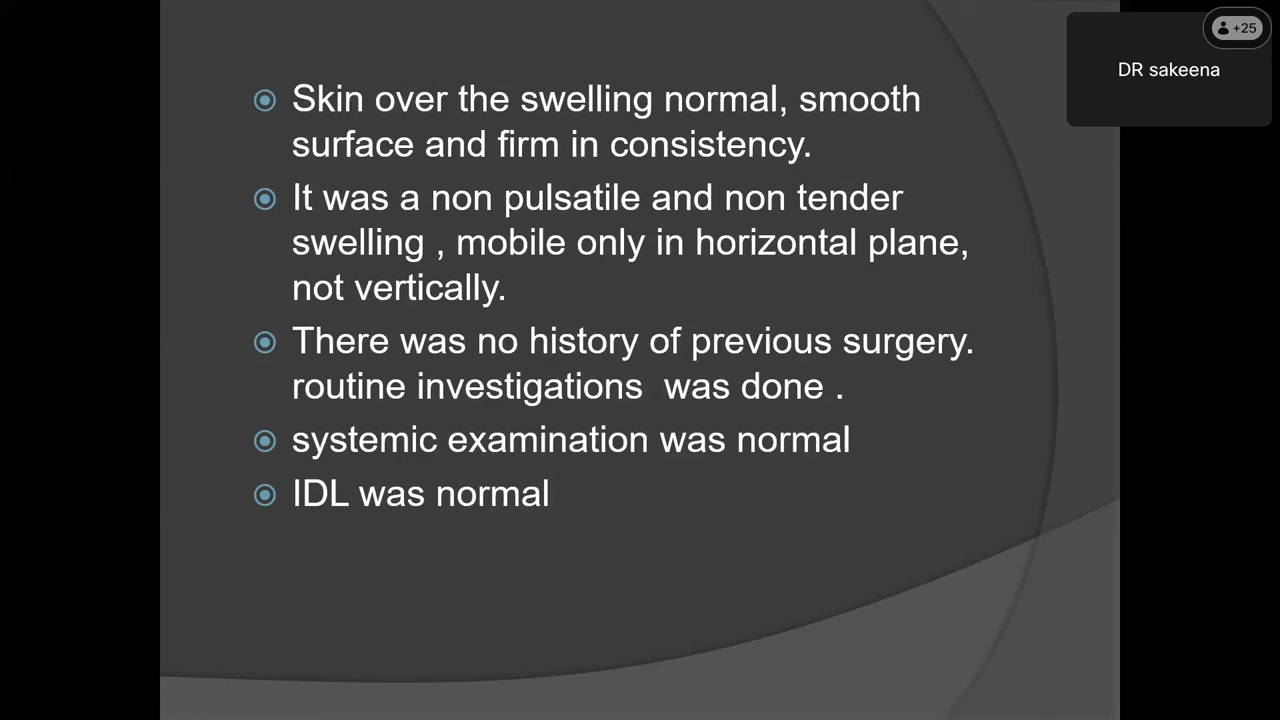 +25
DR sakeena
Skin over the swelling normal, smooth
surface and firm in consistency.
It was a non pulsatile and non tender
swelling , mobile only in horizontal plane,
not vertically.
There was no history of previous surgery.
routine investigations  was done .
systemic examination was normal
IDL was normal